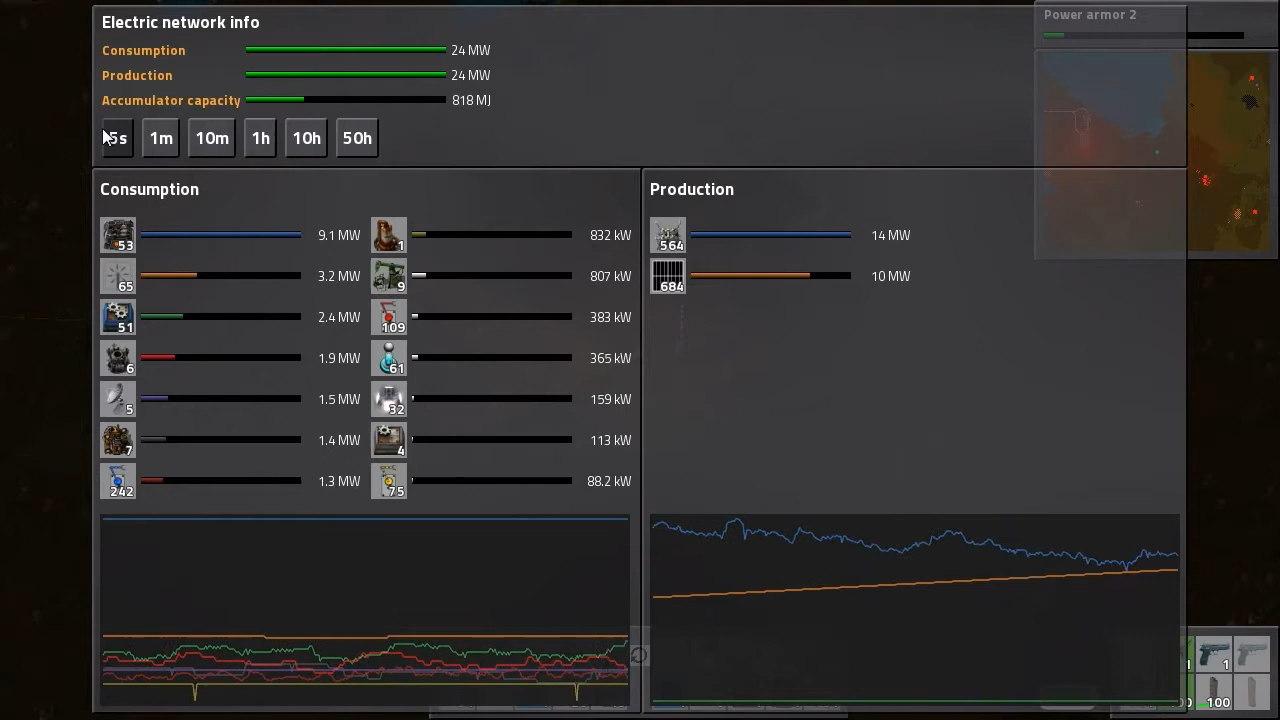 Electric network info
Power armor 2
Consumption 24 MW
Production 24 MW
Accumulator capacity 818 MJ
5s 1m 10m 1h 10h 50h
Consumption
Production
53 9.1 MW 1 832 kW 564 14 MW
65 3.2 MW 9 807 kW 684 10 MW
51 2.4 MW 109 383 kW
6 1.9 MW 61 365 kW
5 1.5 MW 32 159 kW
7 1.4 MW 4 113 kW
242 1.3 MW 75 88.2 kW
1
100